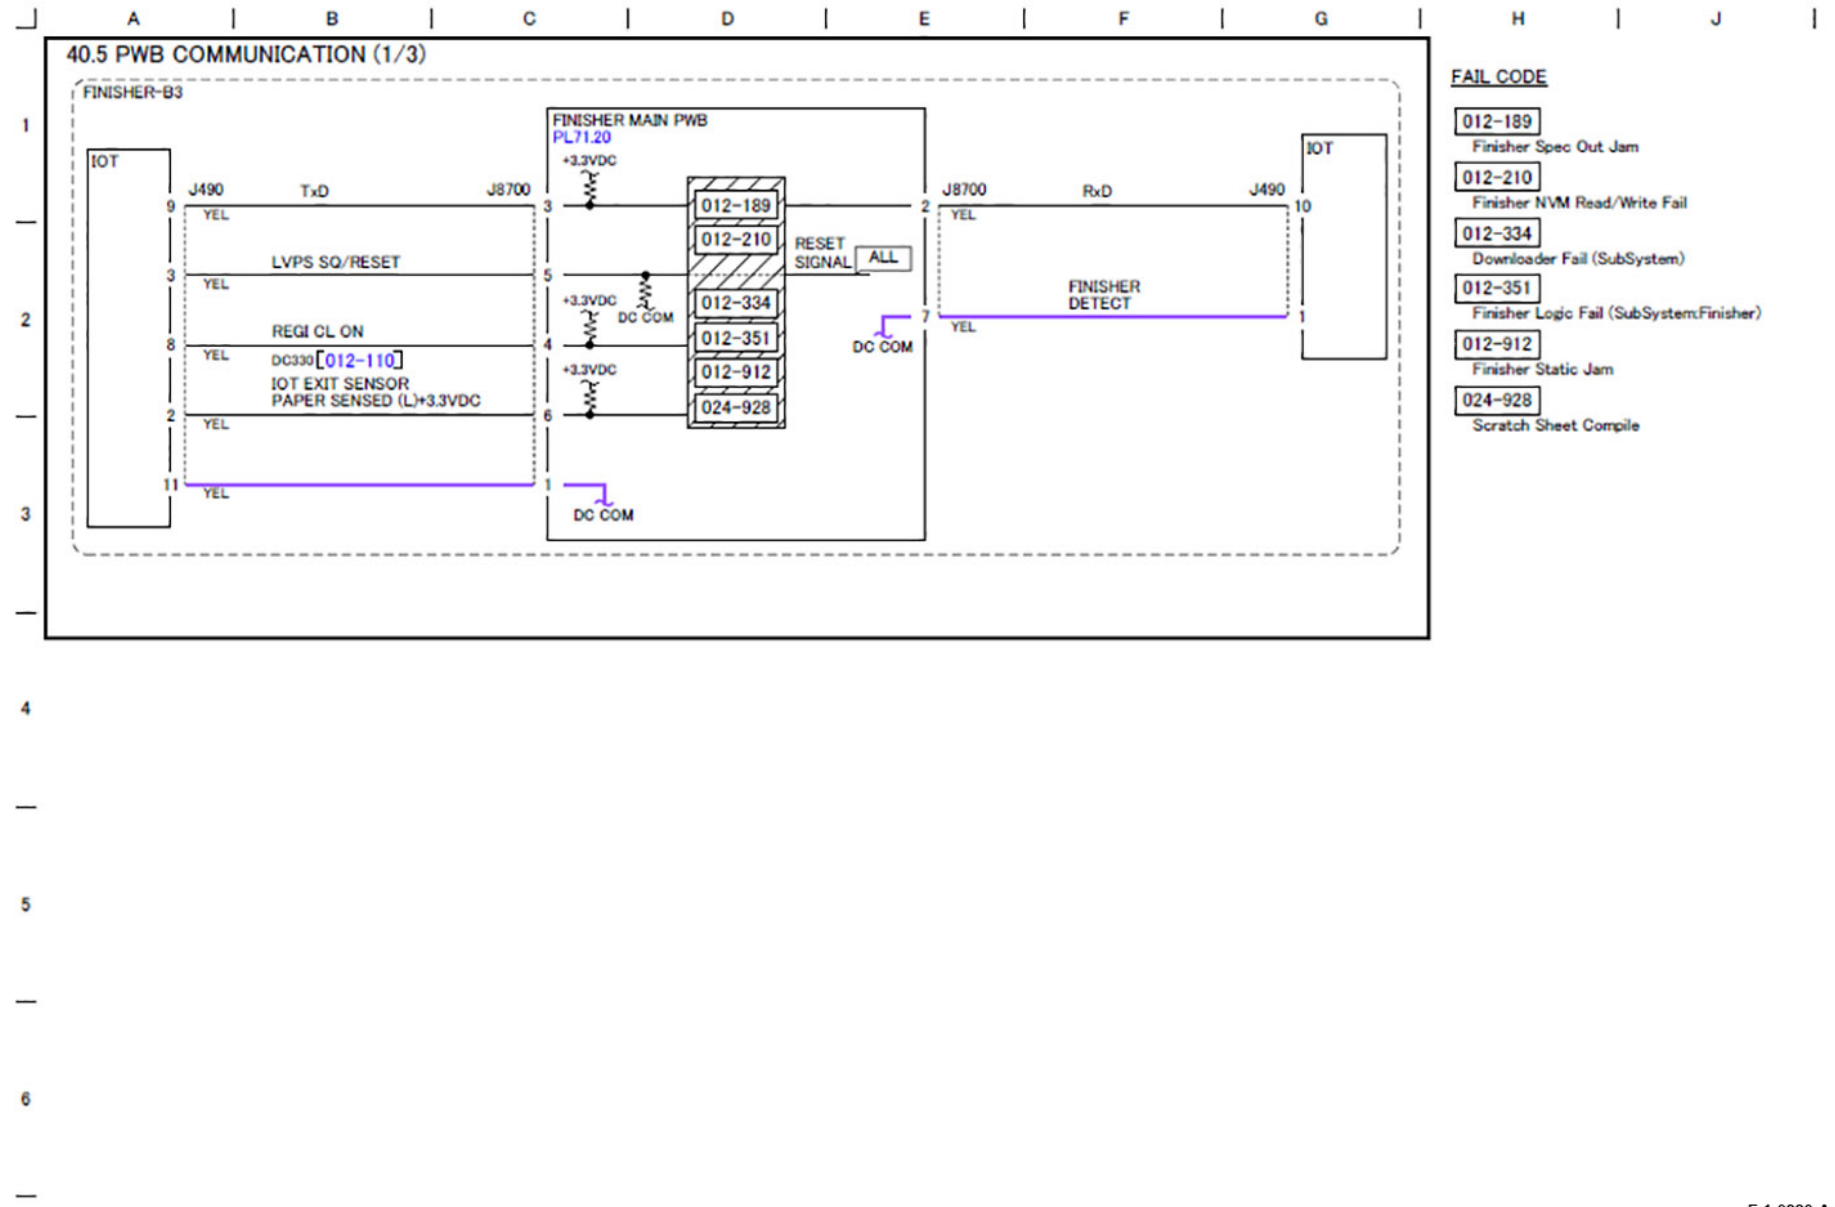 A B C D E F G H J
40.5 PWB COMMUNICATION (1/3)
FINISHER-B3
FAIL CODE
1
2
3
4
5
6
IOT
J490
TxD
J8700
9
YEL
3
LVPS SQ/RESET
3
YEL
5
REGI CL ON
8
YEL
4
DC330 [012-110]
IOT EXIT SENSOR
PAPER SENSED (L)+3.3VDC
2
YEL
6
11
YEL
1
FINISHER MAIN PWB
PL71.20
+3.3VDC
+3.3VDC
DC COM
+3.3VDC
DC COM
012-189
012-210
012-334
012-351
012-912
024-928
RESET
SIGNAL
ALL
DC COM
2
7
J8700
RxD
J490
YEL
10
FINISHER
DETECT
YEL
1
IOT
012-189
Finisher Spec Out Jam
012-210
Finisher NVM Read/Write Fail
012-334
Downloader Fail (SubSystem)
012-351
Finisher Logic Fail (SubSystem:Finisher)
012-912
Finisher Static Jam
024-928
Scratch Sheet Compile